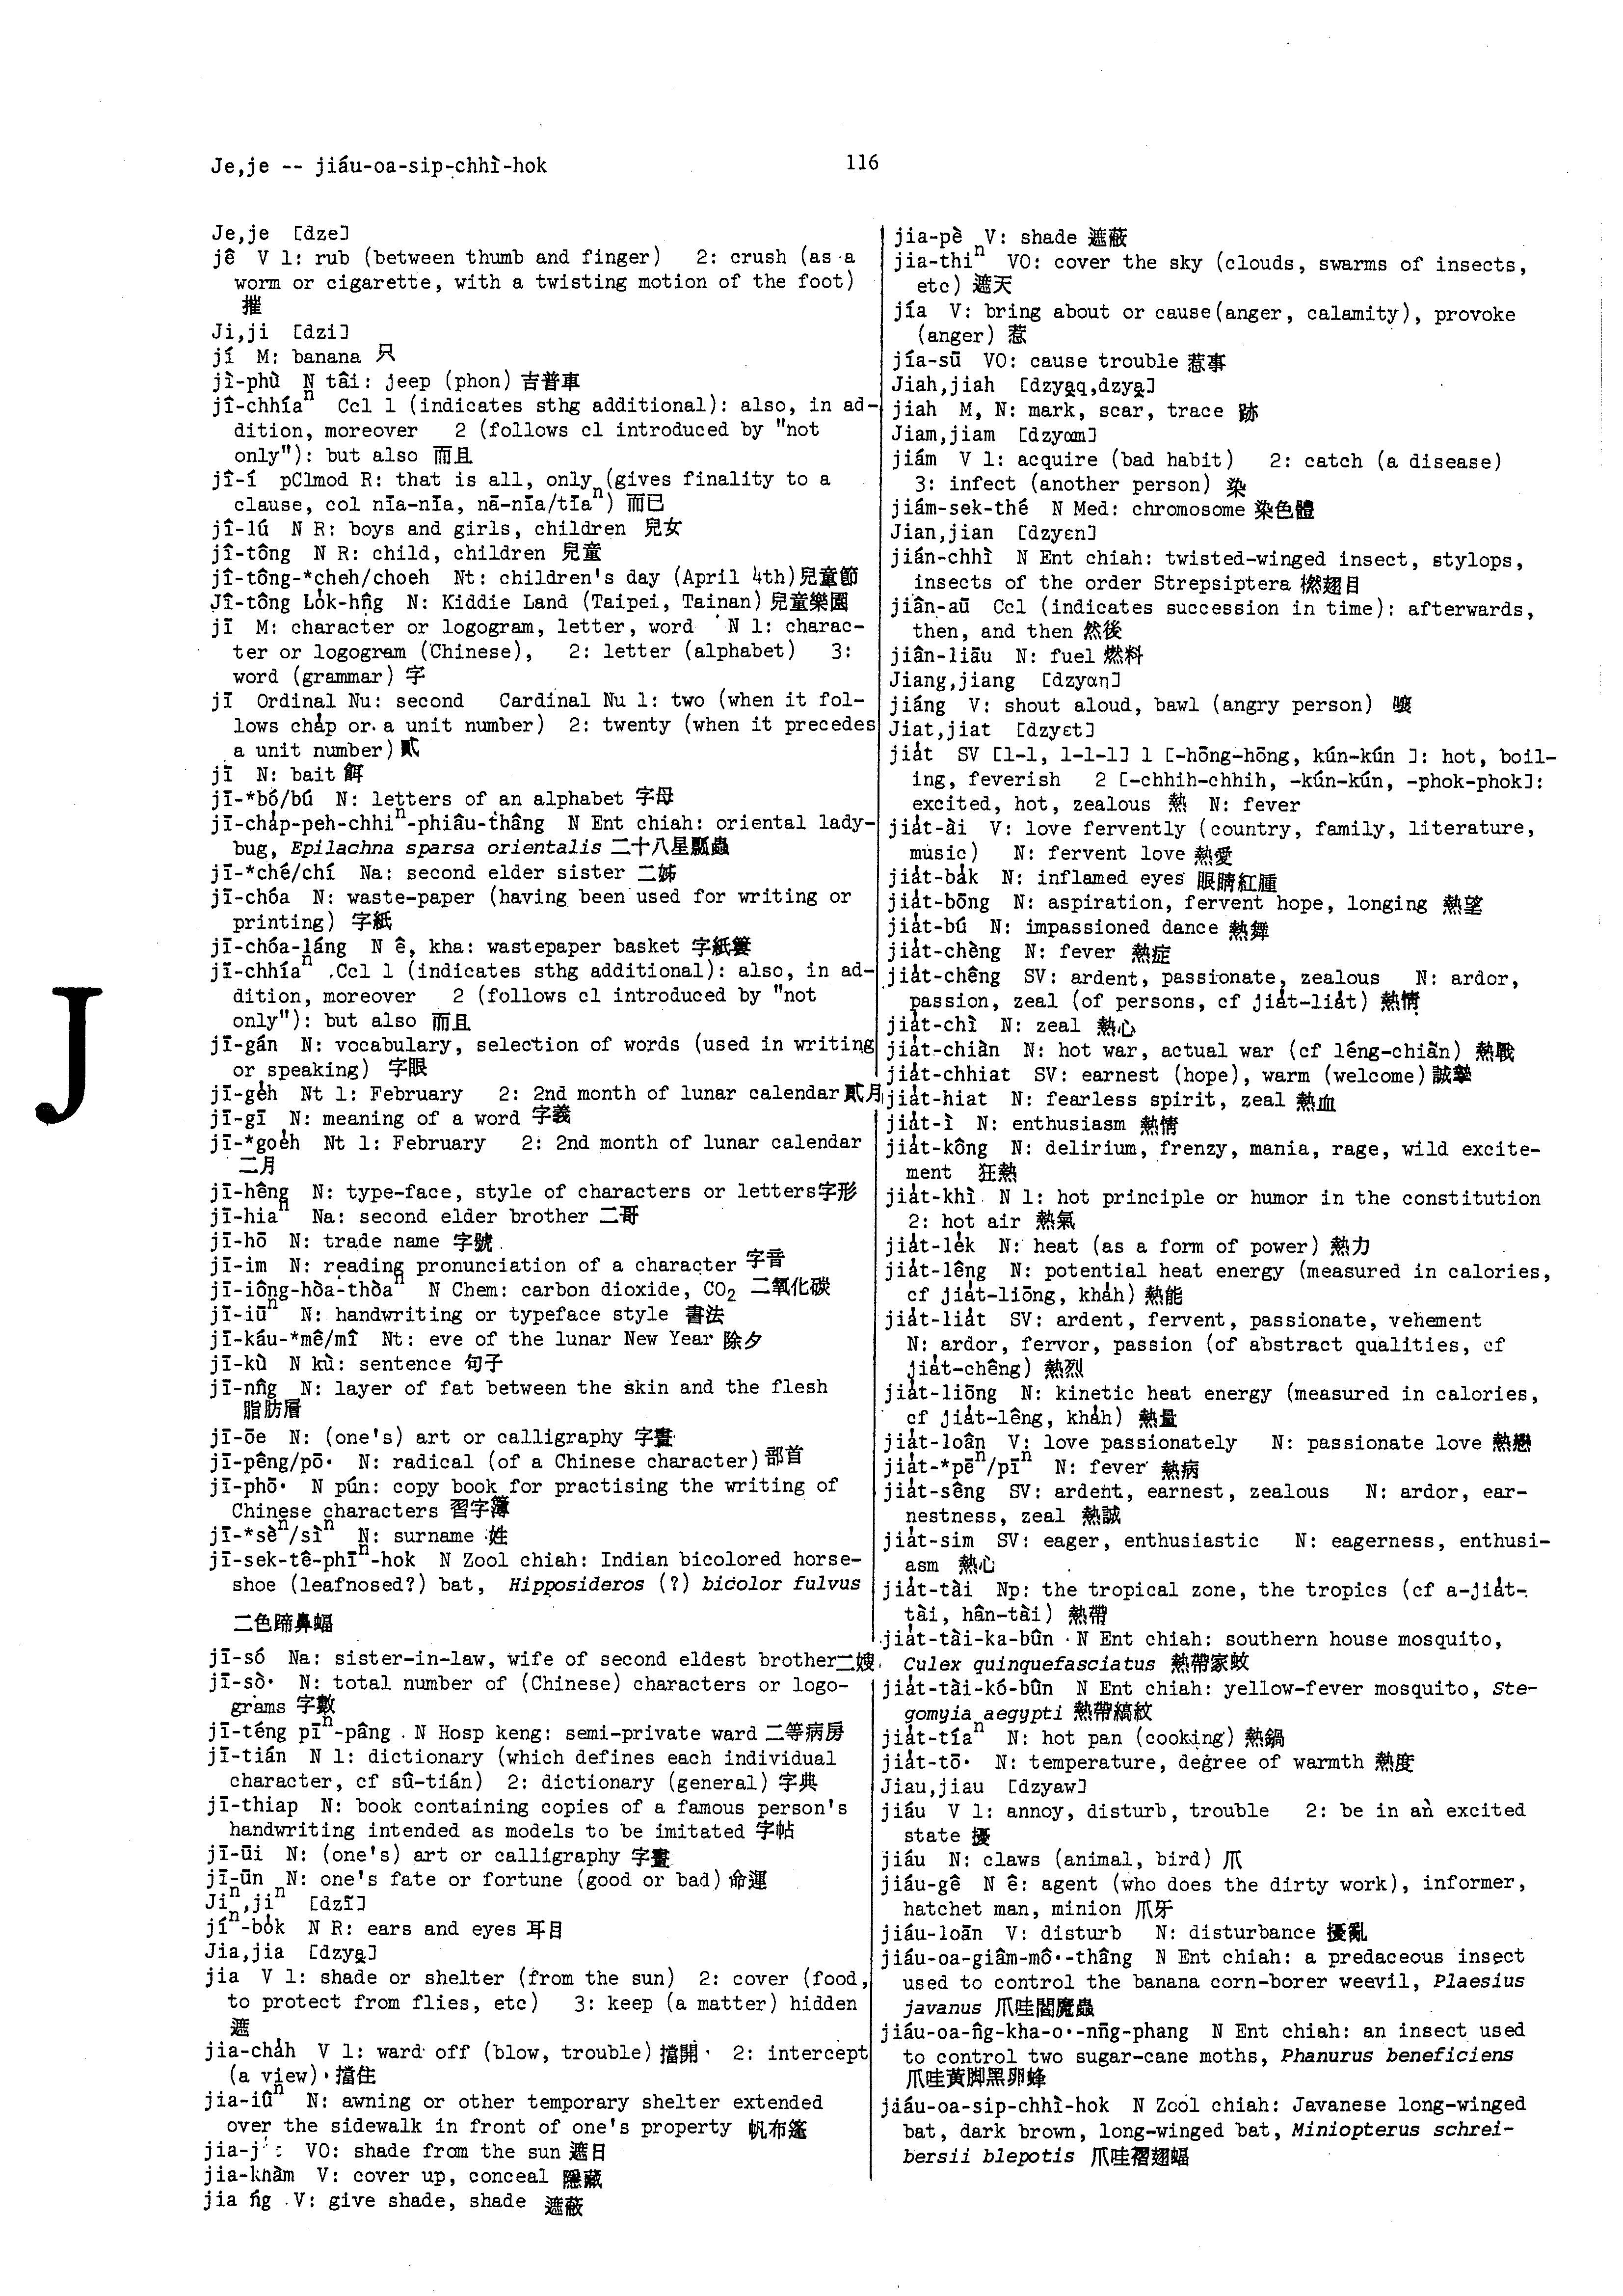 Je,je -- jiáu-oa-sip-chhì-hok
116
J
Je,je [dze]
jê V 1: rub (between thumb and finger) 2: crush (as a
worm or cigarette, with a twisting motion of the foot)
摧
Ji,ji [dzi]
jí M: banana 只
jì-phù N tâi: jeep (phon) 吉普車
jî-chhíaⁿ Ccl 1 (indicates sthg additional): also, in ad-
dition, moreover 2 (follows cl introduced by "not
only"): but also 而且
jî-í pClmod R: that is all, only (gives finality to a
clause, col nīa-nīa, nā-nīa/tīaⁿ) 而已
jî-lú N R: boys and girls, children 兒女
jî-tông N R: child, children 兒童
jî-tông-*cheh/choeh Nt: children's day (April 4th) 兒童節
Jî-tông Lo̍k-hn̂g N: Kiddie Land (Taipei, Tainan) 兒童樂園
jī M: character or logogram, letter, word N 1: charac-
ter or logogram (Chinese), 2: letter (alphabet) 3:
word (grammar) 字
jī Ordinal Nu: second Cardinal Nu 1: two (when it fol-
lows cha̍p or a unit number) 2: twenty (when it precedes
a unit number) 貳
jī N: bait 餌
jī-*bó/bú N: letters of an alphabet 字母
jī-cha̍p-peh-chhiⁿ-phiâu-thâng N Ent chiah: oriental lady-
bug, Epilachna sparsa orientalis 二十八星瓢蟲
jī-*ché/chí Na: second elder sister 二姊
jī-chóa N: waste-paper (having been used for writing or
printing) 字紙
jī-chóa-láng N ê, kha: wastepaper basket 字紙簍
jī-chhíaⁿ Ccl 1 (indicates sthg additional): also, in ad-
dition, moreover 2 (follows cl introduced by "not
only"): but also 而且
jī-gán N: vocabulary, selection of words (used in writing
or speaking) 字眼
jī-ge̍h Nt 1: February 2: 2nd month of lunar calendar 貳月
jī-gī N: meaning of a word 字義
jī-*goe̍h Nt 1: February 2: 2nd month of lunar calendar
二月
jī-hêng N: type-face, style of characters or letters 字形
jī-hiaⁿ Na: second elder brother 二哥
jī-hō N: trade name 字號
jī-im N: reading pronunciation of a character 字音
jī-iông-hòa-thòaⁿ N Chem: carbon dioxide, CO₂ 二氧化碳
jī-iūⁿ N: handwriting or typeface style 書法
jī-káu-*mê/mî Nt: eve of the lunar New Year 除夕
jī-kù N kù: sentence 句子
jī-nn̂g N: layer of fat between the skin and the flesh
脂肪層
jī-ōe N: (one's) art or calligraphy 字畫
jī-pêng/pō· N: radical (of a Chinese character) 部首
jī-phō· N pún: copy book for practising the writing of
Chinese characters 習字簿
jī-*sèⁿ/sìⁿ N: surname 姓
jī-sek-tê-phīⁿ-hok N Zool chiah: Indian bicolored horse-
shoe (leafnosed?) bat, Hipposideros (?) bicolor fulvus
二色蹄鼻蝠
jī-só Na: sister-in-law, wife of second eldest brother 二嫂
jī-sò· N: total number of (Chinese) characters or logo-
grams 字數
jī-téng pīⁿ-pâng N Hosp keng: semi-private ward 二等病房
jī-tián N 1: dictionary (which defines each individual
character, cf sû-tián) 2: dictionary (general) 字典
jī-thiap N: book containing copies of a famous person's
handwriting intended as models to be imitated 字帖
jī-ūi N: (one's) art or calligraphy 字畫
jī-ūn N: one's fate or fortune (good or bad) 命運
Jiⁿ,jiⁿ [dzĩ]
jíⁿ-bo̍k N R: ears and eyes 耳目
Jia,jia [dzya̱]
jia V 1: shade or shelter (from the sun) 2: cover (food,
to protect from flies, etc) 3: keep (a matter) hidden
遮
jia-cha̍h V 1: ward off (blow, trouble) 擋開 2: intercept
(a view) 擋住
jia-iûⁿ N: awning or other temporary shelter extended
over the sidewalk in front of one's property 帆布篷
VO: shade from the sun 遮日
jia-khàm V: cover up, conceal 隱藏
jia ńg V: give shade, shade 遮蔽
jia-pè V: shade 遮蔽
jia-thiⁿ VO: cover the sky (clouds, swarms of insects,
etc) 遮天
jía V: bring about or cause(anger, calamity), provoke
(anger) 惹
jía-sū VO: cause trouble 惹事
Jiah,jiah [dzya̱q,dzya̱]
jiah M, N: mark, scar, trace 跡
Jiam,jiam [dzyɑm]
jiám V 1: acquire (bad habit) 2: catch (a disease)
3: infect (another person) 染
jiám-sek-thé N Med: chromosome 染色體
Jian,jian [dzyɛn]
jián-chhì N Ent chiah: twisted-winged insect, stylops,
insects of the order Strepsiptera 撚翅目
jiân-aū Ccl (indicates succession in time): afterwards,
then, and then 然後
jiân-liāu N: fuel 燃料
Jiang,jiang [dzyɑŋ]
jiáng V: shout aloud, bawl (angry person) 嚷
Jiat,jiat [dzyɛt]
jia̍t SV [1-1, 1-1-1] 1 [-hōng-hōng, kún-kún ]: hot, boil-
ing, feverish 2 [-chhih-chhih, -kún-kún, -phok-phok]:
excited, hot, zealous 熱 N: fever
jia̍t-ài V: love fervently (country, family, literature,
music) N: fervent love 熱愛
jia̍t-ba̍k N: inflamed eyes 眼睛紅腫
jia̍t-bōng N: aspiration, fervent hope, longing 熱望
jia̍t-bú N: impassioned dance 熱舞
jia̍t-chèng N: fever 熱症
jia̍t-chêng SV: ardent, passionate, zealous N: ardor,
passion, zeal (of persons, cf jia̍t-lia̍t) 熱情
jia̍t-chì N: zeal 熱心
jia̍t-chiàn N: hot war, actual war (cf léng-chiàn) 熱戰
jia̍t-chhiat SV: earnest (hope), warm (welcome) 誠摯
jia̍t-hiat N: fearless spirit, zeal 熱血
jia̍t-ì N: enthusiasm 熱情
jia̍t-kông N: delirium, frenzy, mania, rage, wild excite-
ment 狂熱
jia̍t-khì N 1: hot principle or humor in the constitution
2: hot air 熱氣
jia̍t-le̍k N: heat (as a form of power) 熱力
jia̍t-lêng N: potential heat energy (measured in calories,
cf jia̍t-liōng, kha̍h) 熱能
jia̍t-lia̍t SV: ardent, fervent, passionate, vehement
N: ardor, fervor, passion (of abstract qualities, cf
jia̍t-chêng) 熱烈
jia̍t-liōng N: kinetic heat energy (measured in calories,
cf jia̍t-lêng, kha̍h) 熱量
jia̍t-loân V: love passionately N: passionate love 熱戀
jia̍t-*pēⁿ/pīⁿ N: fever 熱病
jia̍t-sêng SV: ardent, earnest, zealous N: ardor, ear-
nestness, zeal 熱誠
jia̍t-sim SV: eager, enthusiastic N: eagerness, enthusi-
asm 熱心
jia̍t-tài Np: the tropical zone, the tropics (cf a-jia̍t-
tài, hân-tài) 熱帶
jia̍t-tài-ka-bûn N Ent chiah: southern house mosquito,
Culex quinquefasciatus 熱帶家蚊
jia̍t-tài-kó-bûn N Ent chiah: yellow-fever mosquito, Ste-
gomyia aegypti 熱帶縞紋
jia̍t-tíaⁿ N: hot pan (cooking) 熱鍋
jia̍t-tō· N: temperature, degree of warmth 熱度
Jiau,jiau [dzyaw]
jiáu V 1: annoy, disturb, trouble 2: be in an excited
state 擾
jiáu N: claws (animal, bird) 爪
jiáu-gê N ê: agent (who does the dirty work), informer,
hatchet man, minion 爪牙
jiáu-loān V: disturb N: disturbance 擾亂
jiáu-oa-giâm-mô·-thâng N Ent chiah: a predaceous insect
used to control the banana corn-borer weevil, Plaesius
javanus 爪哇閻魔蟲
jiáu-oa-n̂g-kha-o·-nn̄g-phang N Ent chiah: an insect used
to control two sugar-cane moths, Phanurus beneficiens
爪哇黃脚黑卵蜂
jiáu-oa-sip-chhì-hok N Zool chiah: Javanese long-winged
bat, dark brown, long-winged bat, Miniopterus schrei-
bersii blepotis 爪哇褶翅蝠